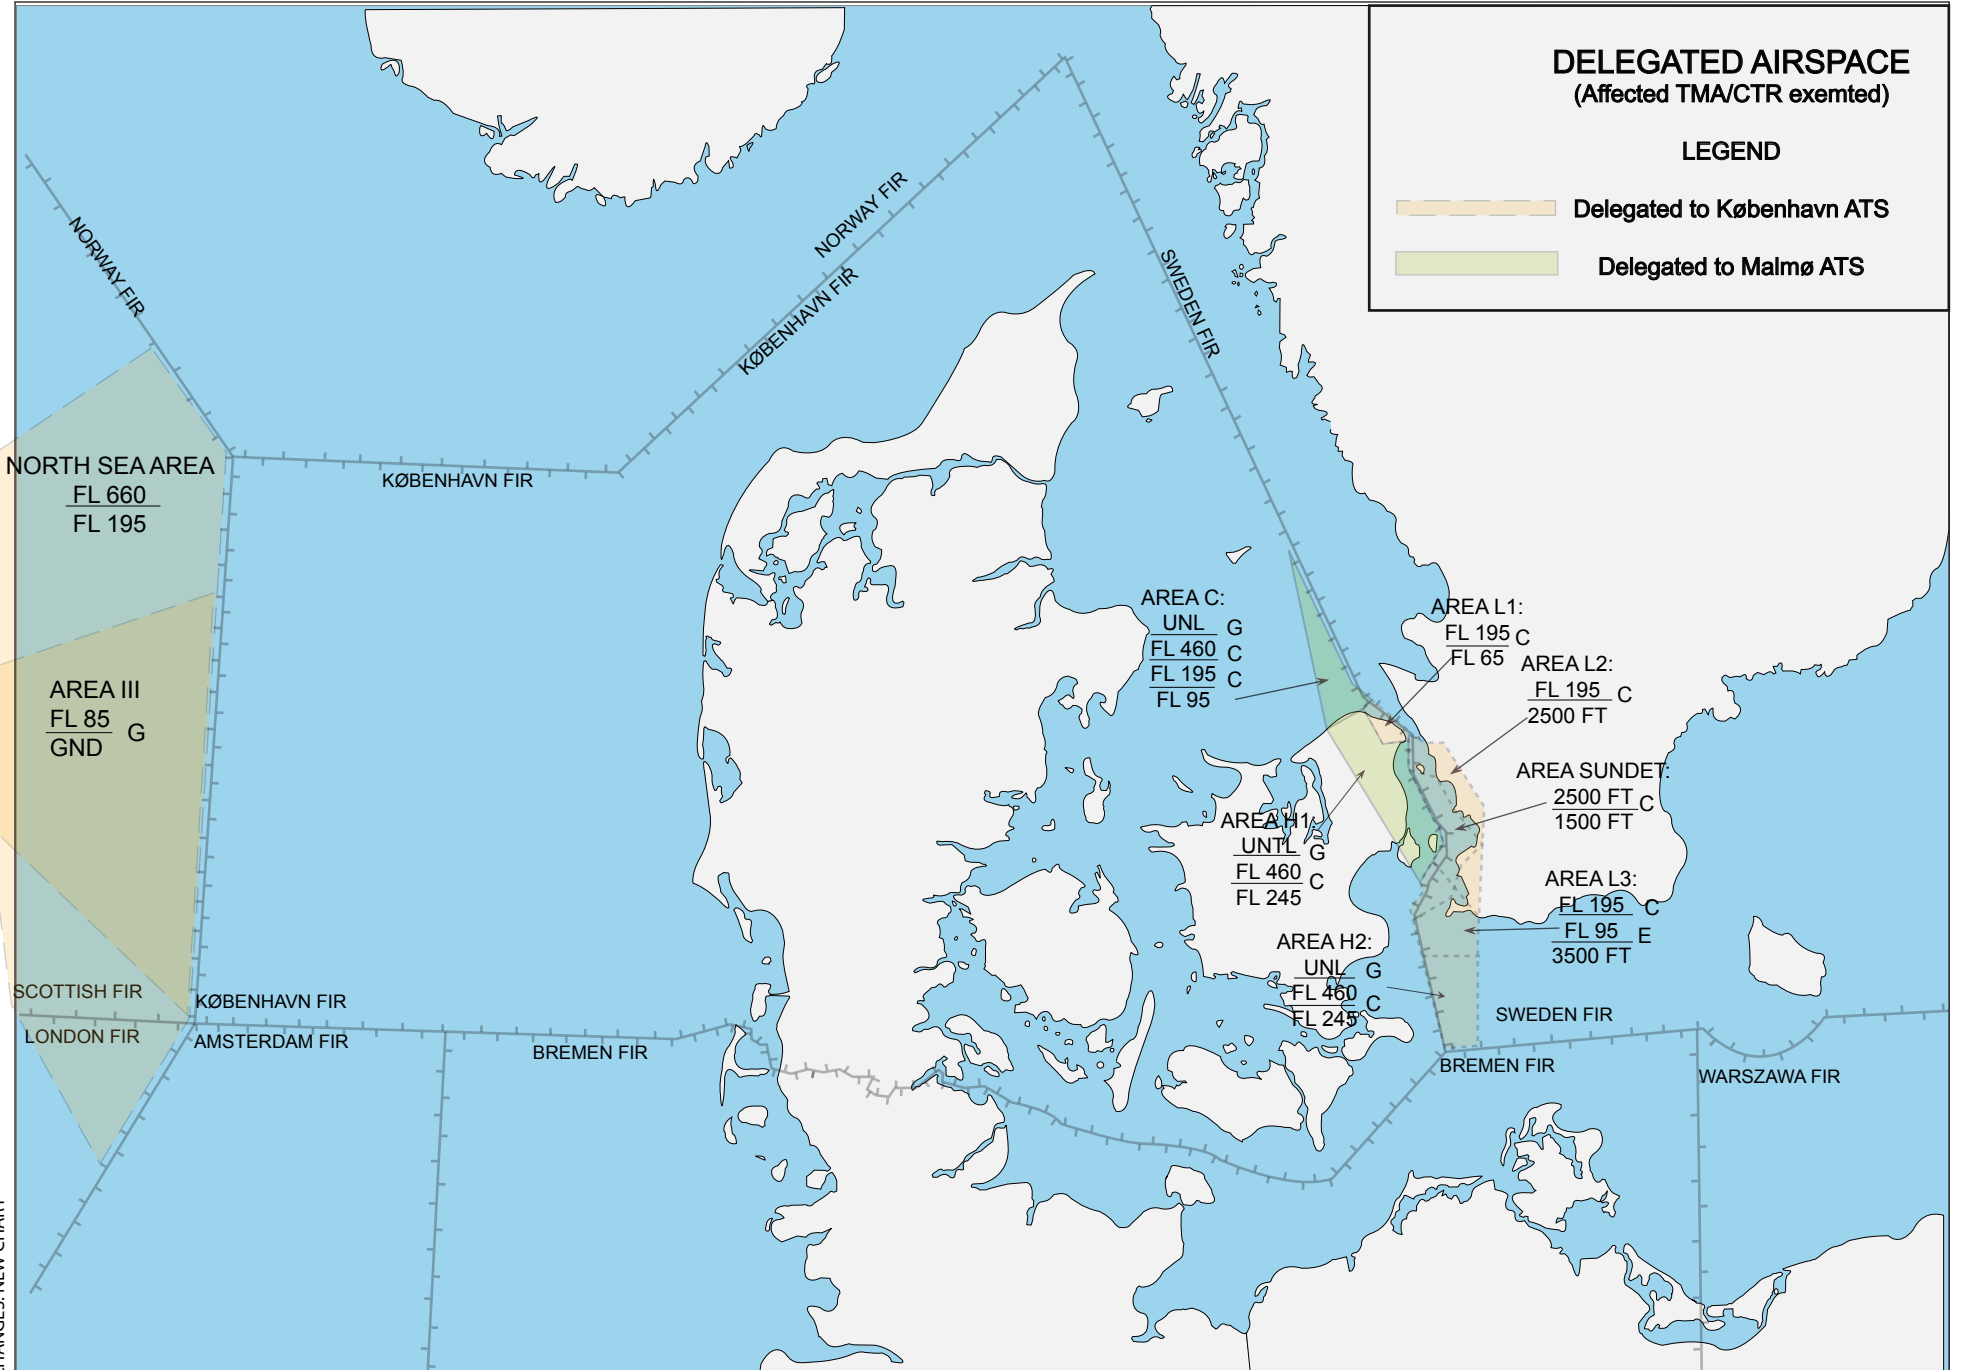 DELEGATED AIRSPACE
(Affected TMA/CTR exemted)
LEGEND
Delegated to København ATS
Delegated to Malmø ATS
NORWAY FIR
NORWAY FIR
KØBENHAVN FIR
SWEDEN FIR
NORTH SEA AREA
FL 660
FL 195
KØBENHAVN FIR
AREA III
FL 85 G
GND
AREA C:
UNL G
FL 460 C
FL 195 C
FL 95
AREA L1:
FL 195 C
FL 65
AREA L2:
FL 195 C
2500 FT
AREA SUNDET:
2500 FT C
1500 FT
AREA H1:
UNTL G
FL 460 C
FL 245
AREA L3:
FL 195 C
FL 95 E
3500 FT
AREA H2:
UNL G
FL 460 C
FL 245
SCOTTISH FIR
KØBENHAVN FIR
LONDON FIR
AMSTERDAM FIR
BREMEN FIR
SWEDEN FIR
BREMEN FIR
WARSZAWA FIR
NEW CHART